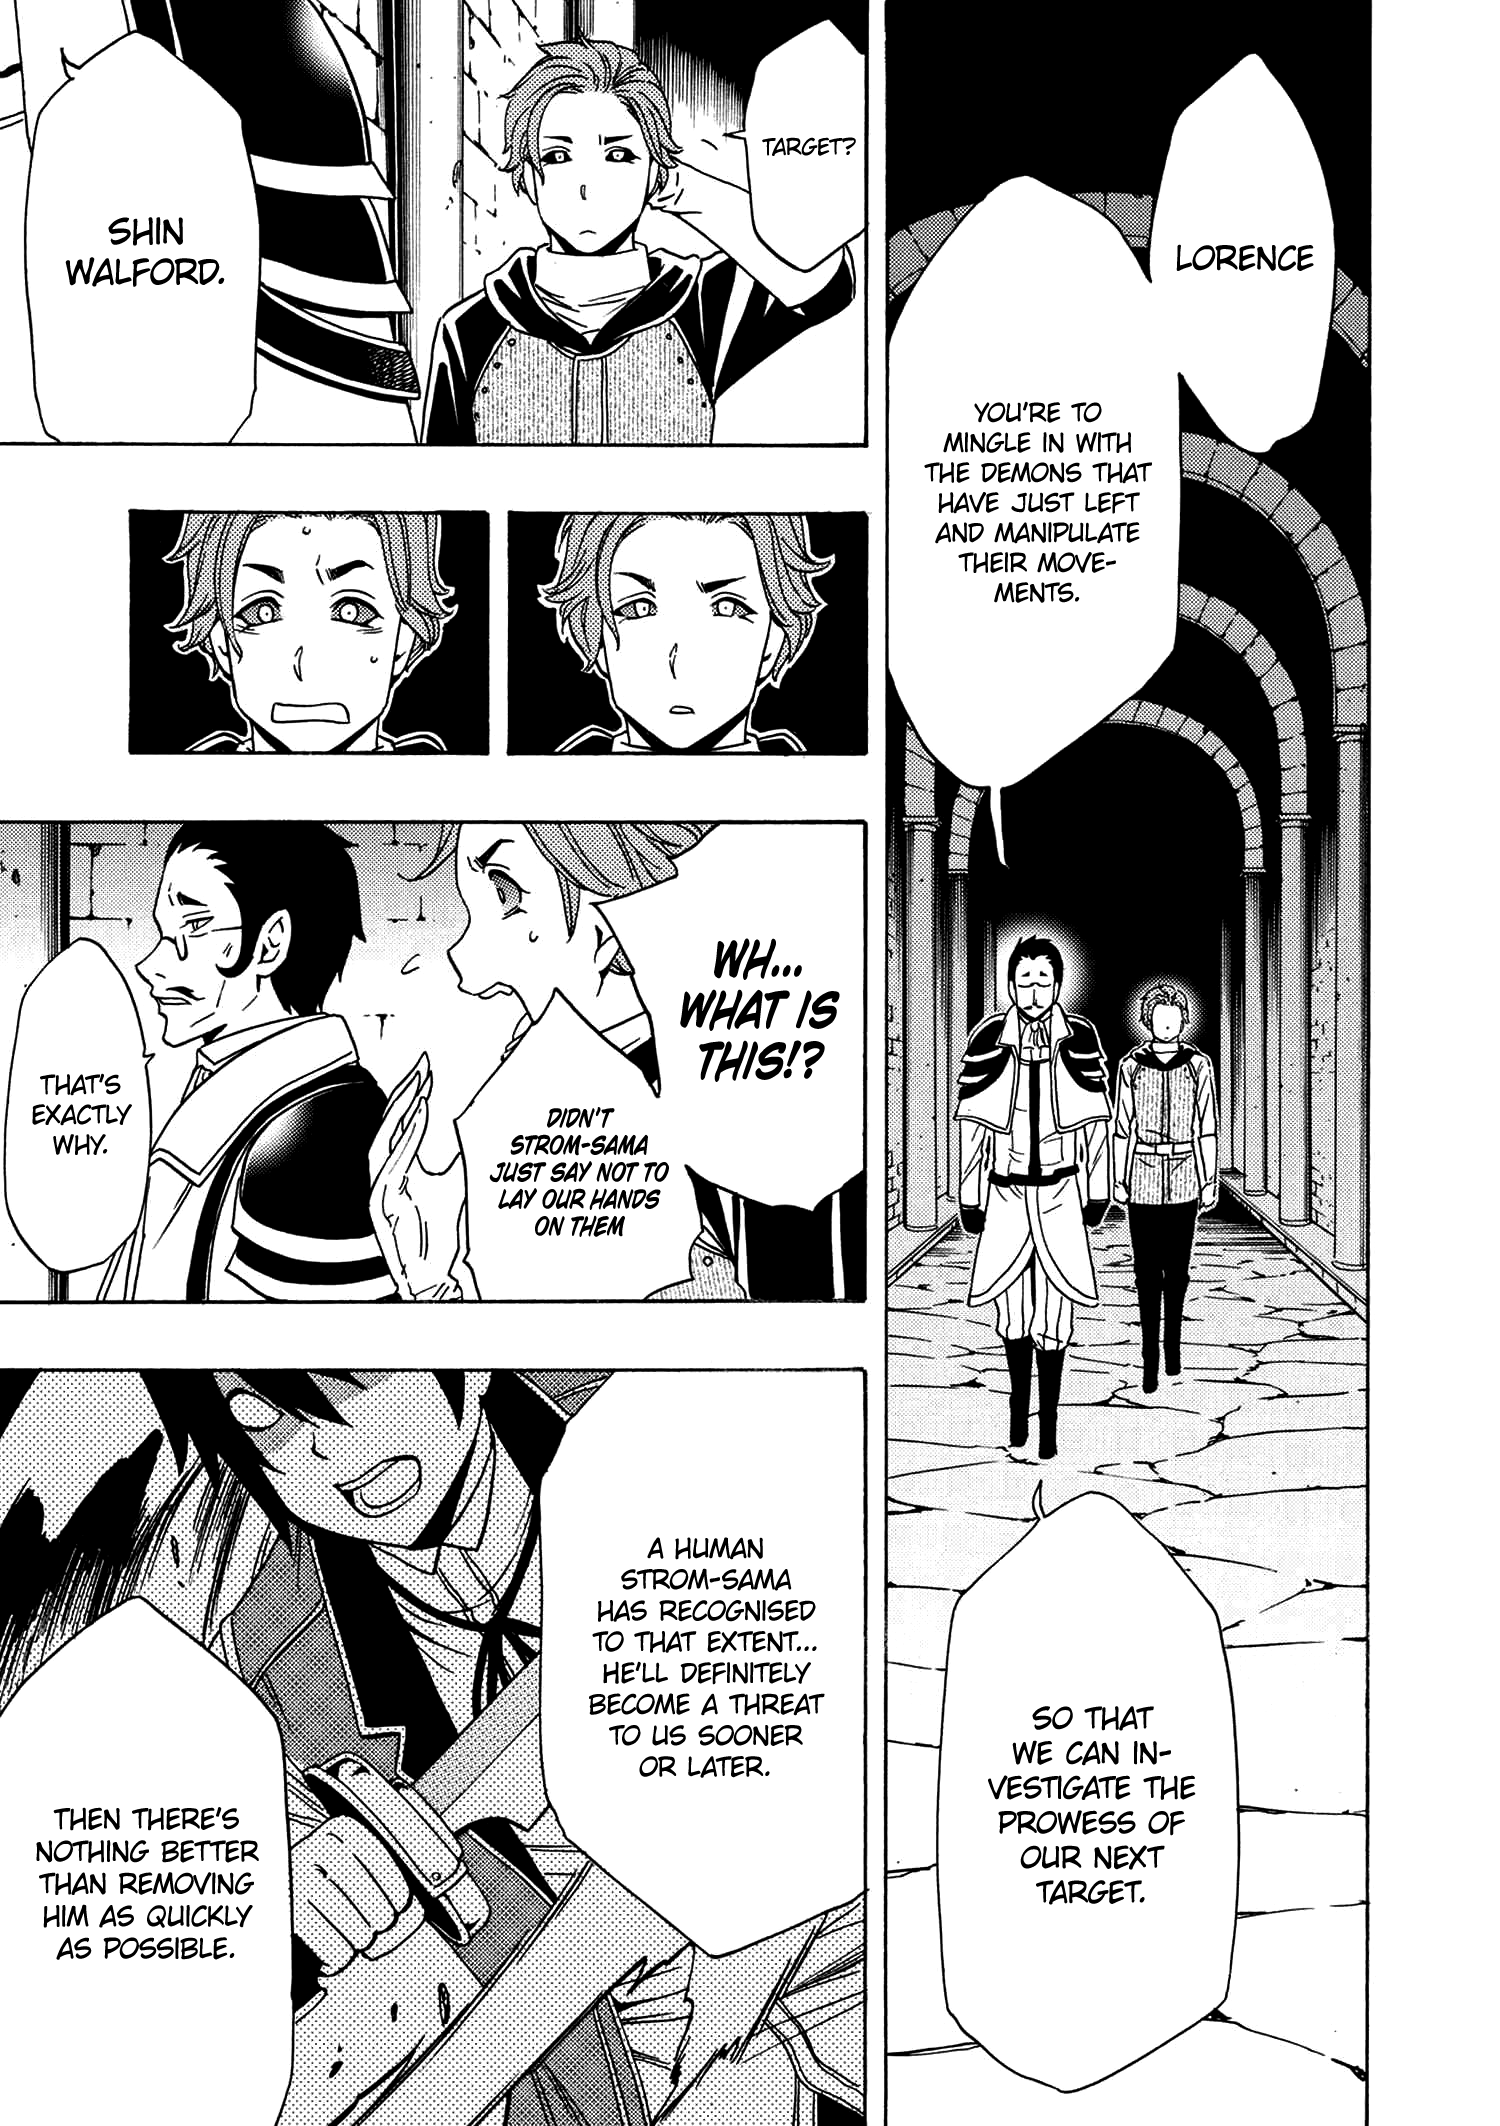 LORENCE
YOU'RE TO
MINGLE IN WITH
THE DEMONS THAT
HAVE JUST LEFT
AND MANIPULATE
THEIR MOVE-
MENTS.
SO THAT
WE CAN IN-
VESTIGATE THE
PROWESS OF
OUR NEXT
TARGET.
TARGET?
SHIN
WALFORD.
WH...
WHAT IS
THIS!?
DIDN'T
STROM-SAMA
JUST SAY NOT TO
LAY OUR HANDS
ON THEM
THAT'S
EXACTLY
WHY.
A HUMAN
STROM-SAMA
HAS RECOGNISED
TO THAT EXTENT...
HE'LL DEFINITELY
BECOME A THREAT
TO US SOONER
OR LATER.
THEN THERE'S
NOTHING BETTER
THAN REMOVING
HIM AS QUICKLY
AS POSSIBLE.